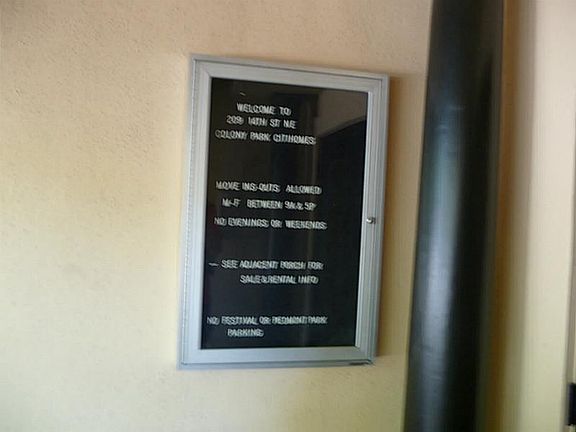 WELCOME TO
209 14TH ST NE
COLONY PARK CITIHOMES
MOVE INS-OUTS ALLOWED
M-F BETWEEN 9A & 5P
NO EVENINGS OR WEEKENDS
— SEE ADJACENT PORCH FOR
SALE & RENTAL INFO
NO FESTIVAL OR PIEDMONT PARK
PARKING